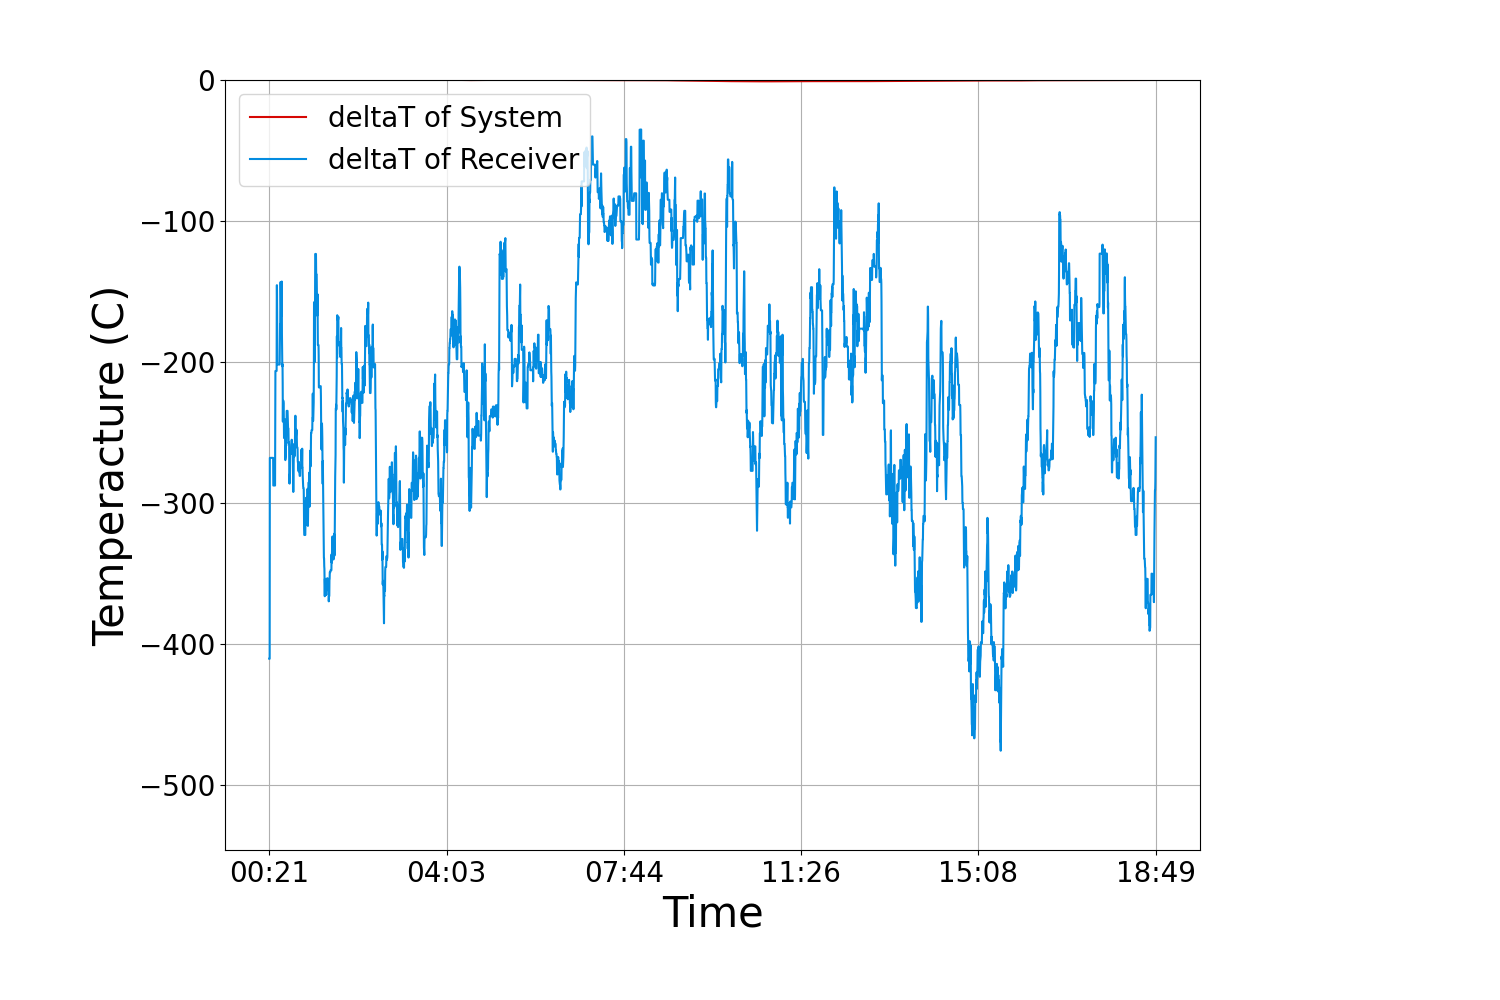 0
−100
−200
−300
−400
−500
Temperacture (C)
deltaT of System
deltaT of Receiver
00:21 04:03 07:44 11:26 15:08 18:49
Time